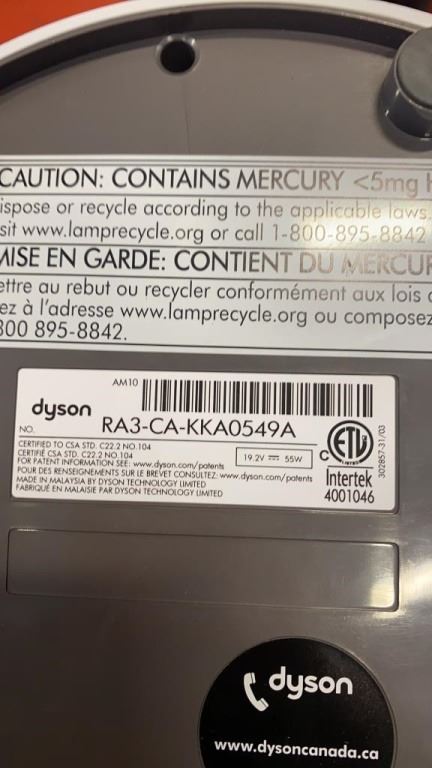 CAUTION: CONTAINS MERCURY <5mg
ispose or recycle according to the applicable laws.
sit www.lamprecycle.org or call 1-800-895-8842
MISE EN GARDE: CONTIENT DU MERCUR
ettre au rebut ou recycler conformément aux lois
ez à l'adresse www.lamprecycle.org ou composez
800 895-8842.
AM10
dyson
NO. RA3-CA-KKA0549A
CERTIFIED TO CSA STD. C22.2 NO.104
CERTIFIÉ CSA STD. C22.2 NO.104
FOR PATENT INFORMATION SEE: www.dyson.com/patents
POUR DES RENSEIGNEMENTS SUR LE BREVET CONSULTEZ: www.dyson.com/patents
MADE IN MALAYSIA BY DYSON TECHNOLOGY LIMITED
FABRIQUÉ EN MALAISIE PAR DYSON TECHNOLOGY LIMITED
19.2V ⎓ 55W
C ETL
LISTED
Intertek
4001046
302857-31/03
dyson
www.dysoncanada.ca